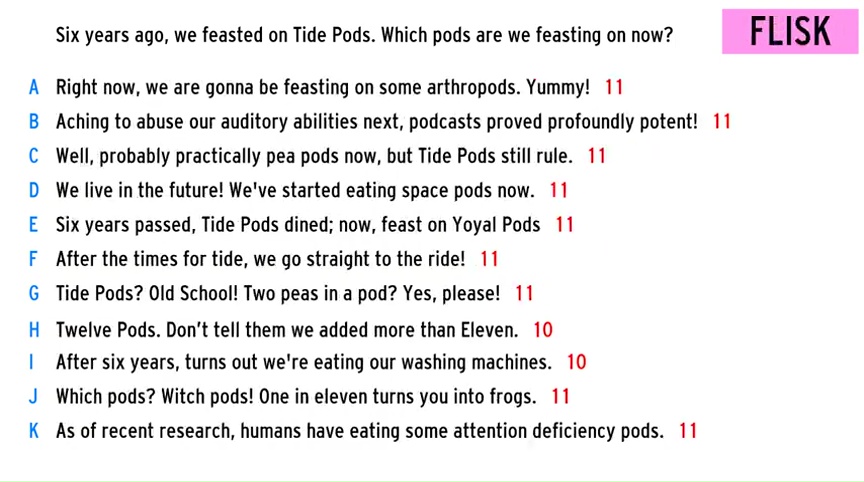 Six years ago, we feasted on Tide Pods. Which pods are we feasting on now?
FLISK
A Right now, we are gonna be feasting on some arthropods. Yummy! 11
B Aching to abuse our auditory abilities next, podcasts proved profoundly potent! 11
C Well, probably practically pea pods now, but Tide Pods still rule. 11
D We live in the future! We've started eating space pods now. 11
E Six years passed, Tide Pods dined; now, feast on Yoyal Pods 11
F After the times for tide, we go straight to the ride! 11
G Tide Pods? Old School! Two peas in a pod? Yes, please! 11
H Twelve Pods. Don’t tell them we added more than Eleven. 10
I After six years, turns out we're eating our washing machines. 10
J Which pods? Witch pods! One in eleven turns you into frogs. 11
K As of recent research, humans have eating some attention deficiency pods. 11